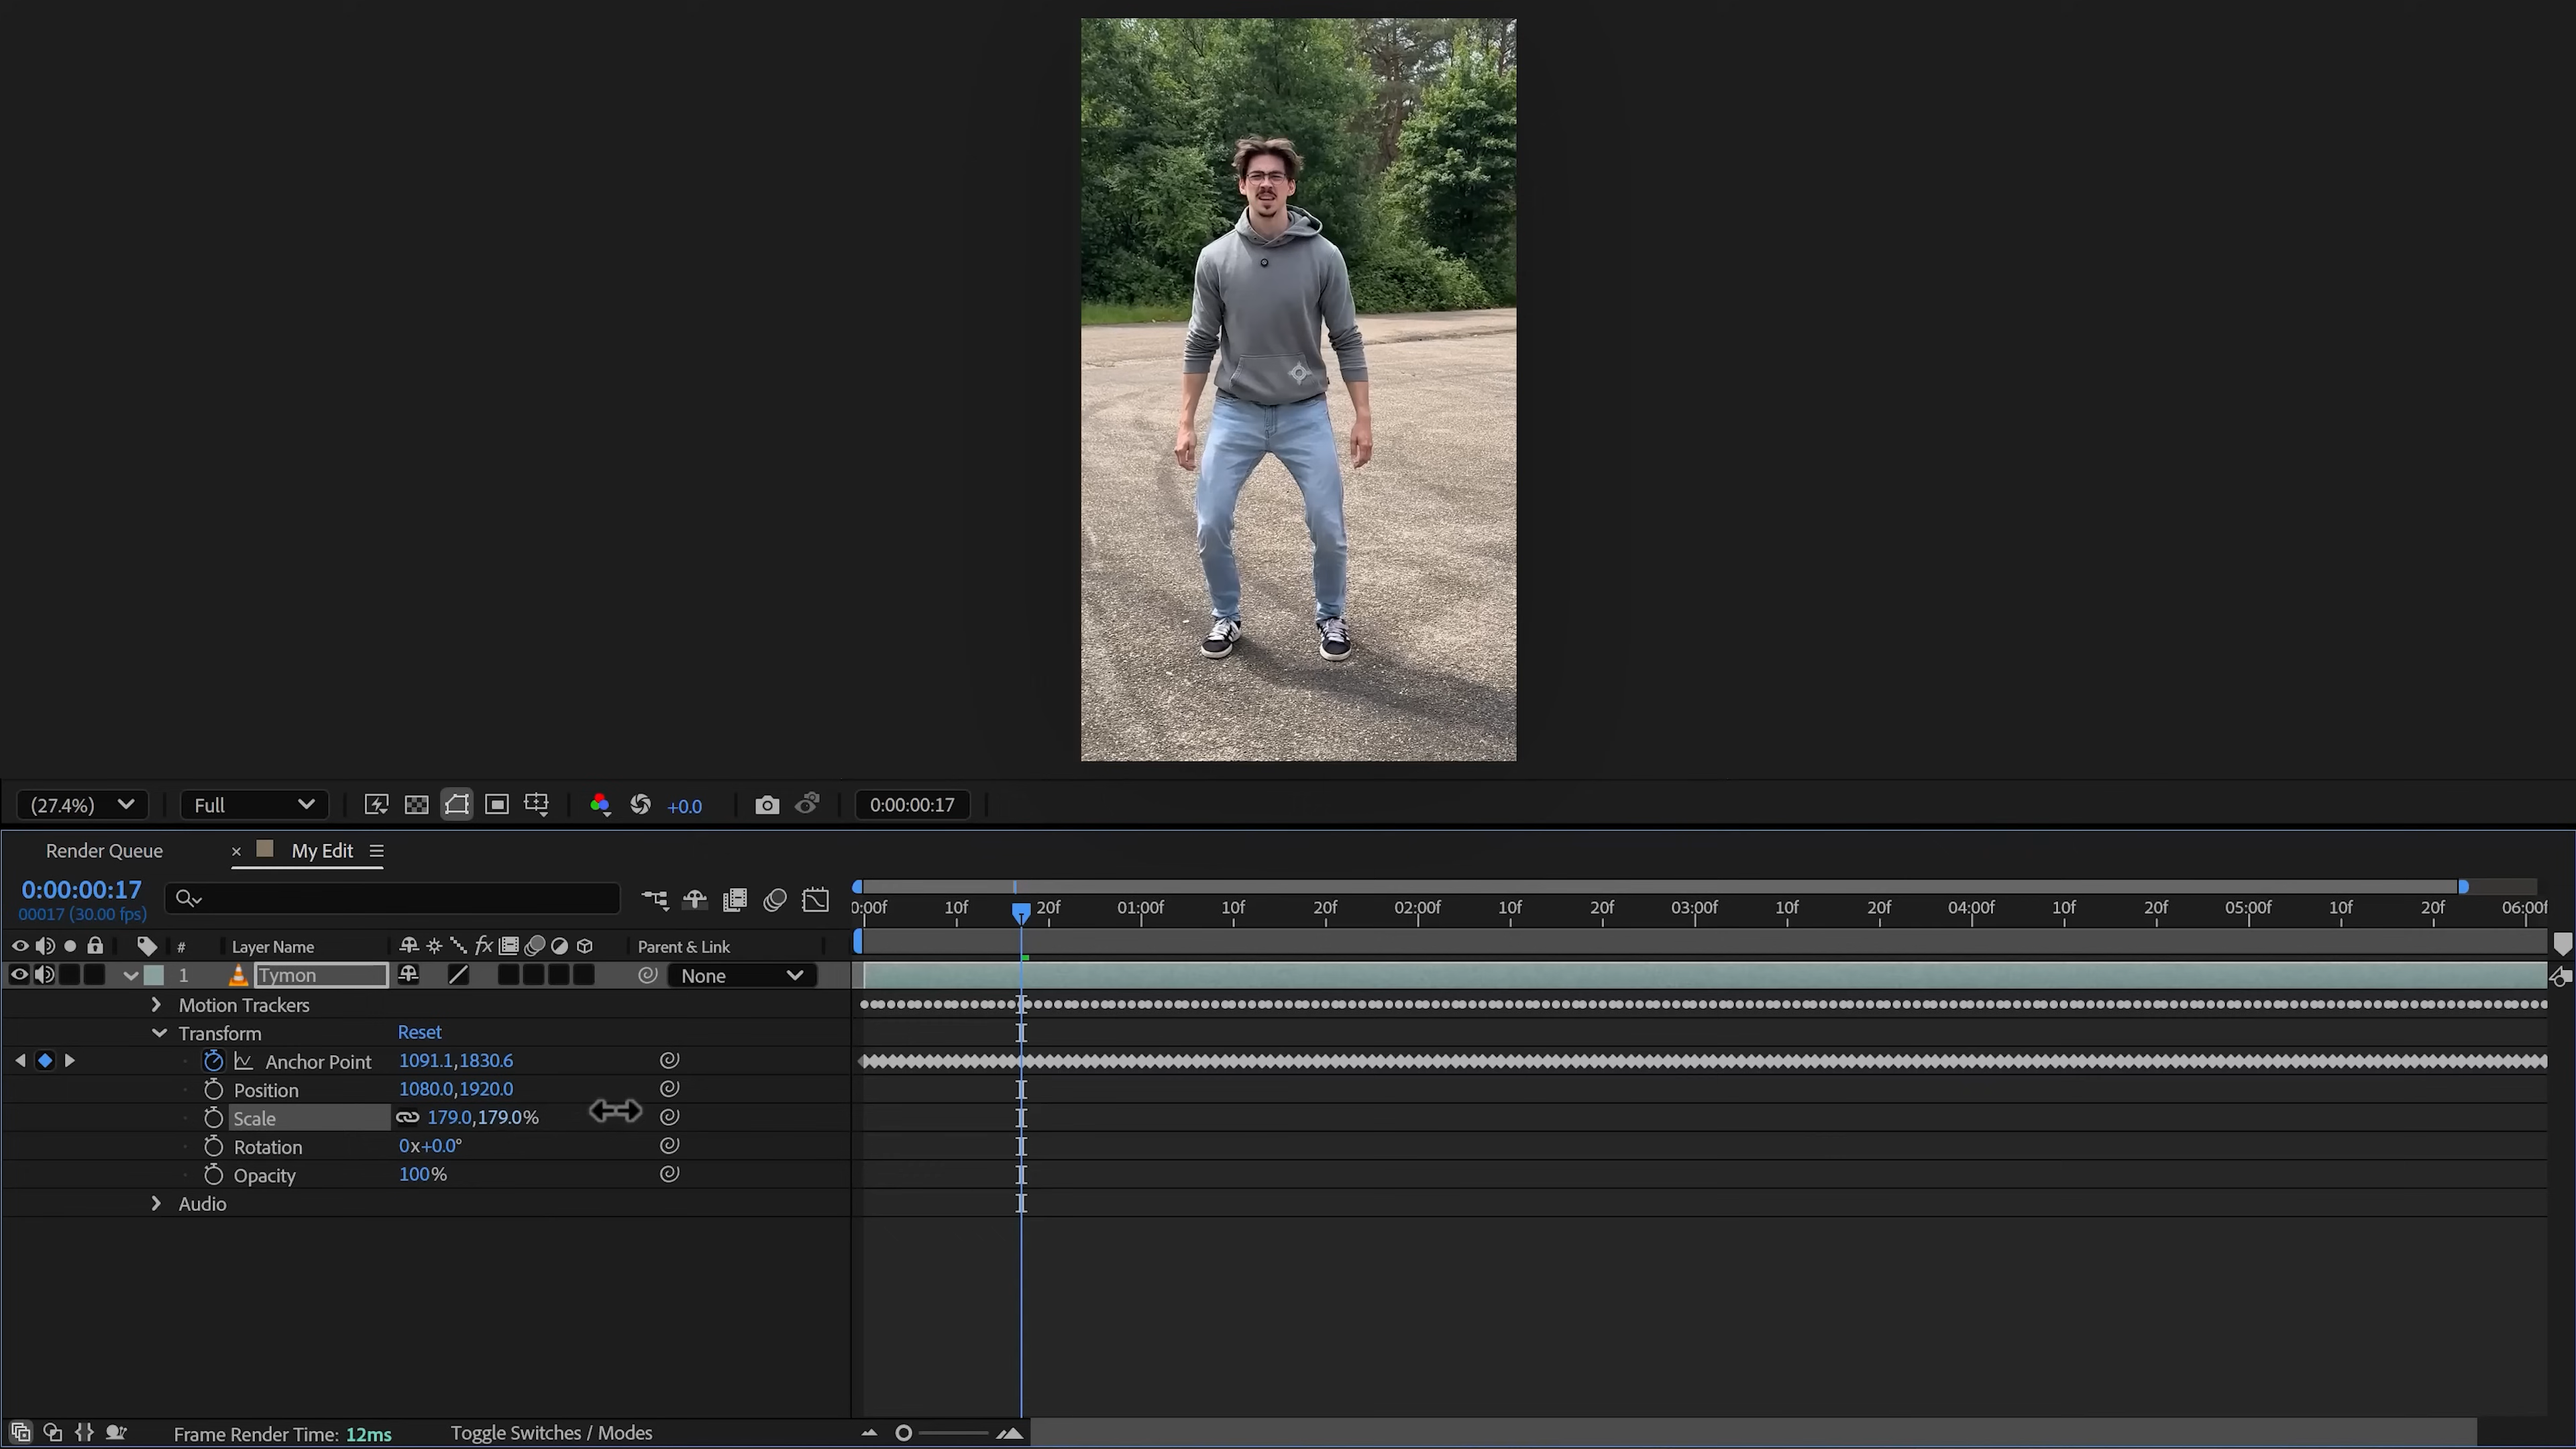 (27.4%) Full +0.0 0:00:00:17
Render Queue × My Edit
0:00:00:17
00017 (30.00 fps)
0:00f 10f 20f 01:00f 10f 20f 02:00f 10f 20f 03:00f 10f 20f 04:00f 10f 20f 05:00f 10f 20f 06:00f
# Layer Name fx Parent & Link
1 Tymon None
Motion Trackers
Transform Reset
Anchor Point 1091.1,1830.6
Position 1080.0,1920.0
Scale 179.0,179.0%
Rotation 0x+0.0°
Opacity 100%
Audio
Frame Render Time: 12ms Toggle Switches / Modes